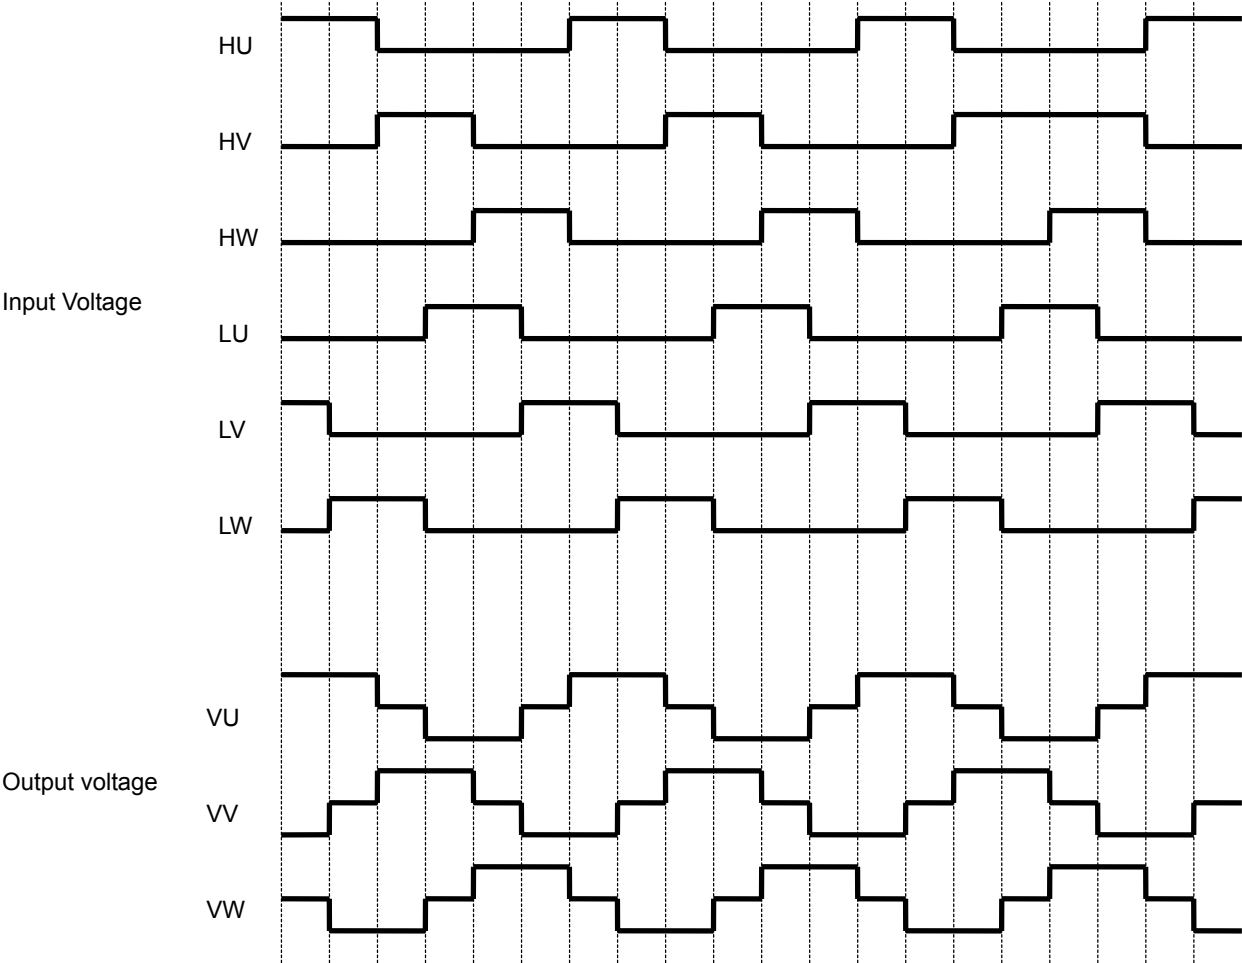 HU
HV
HW
Input Voltage
LU
LV
LW
VU
Output voltage
VV
VW